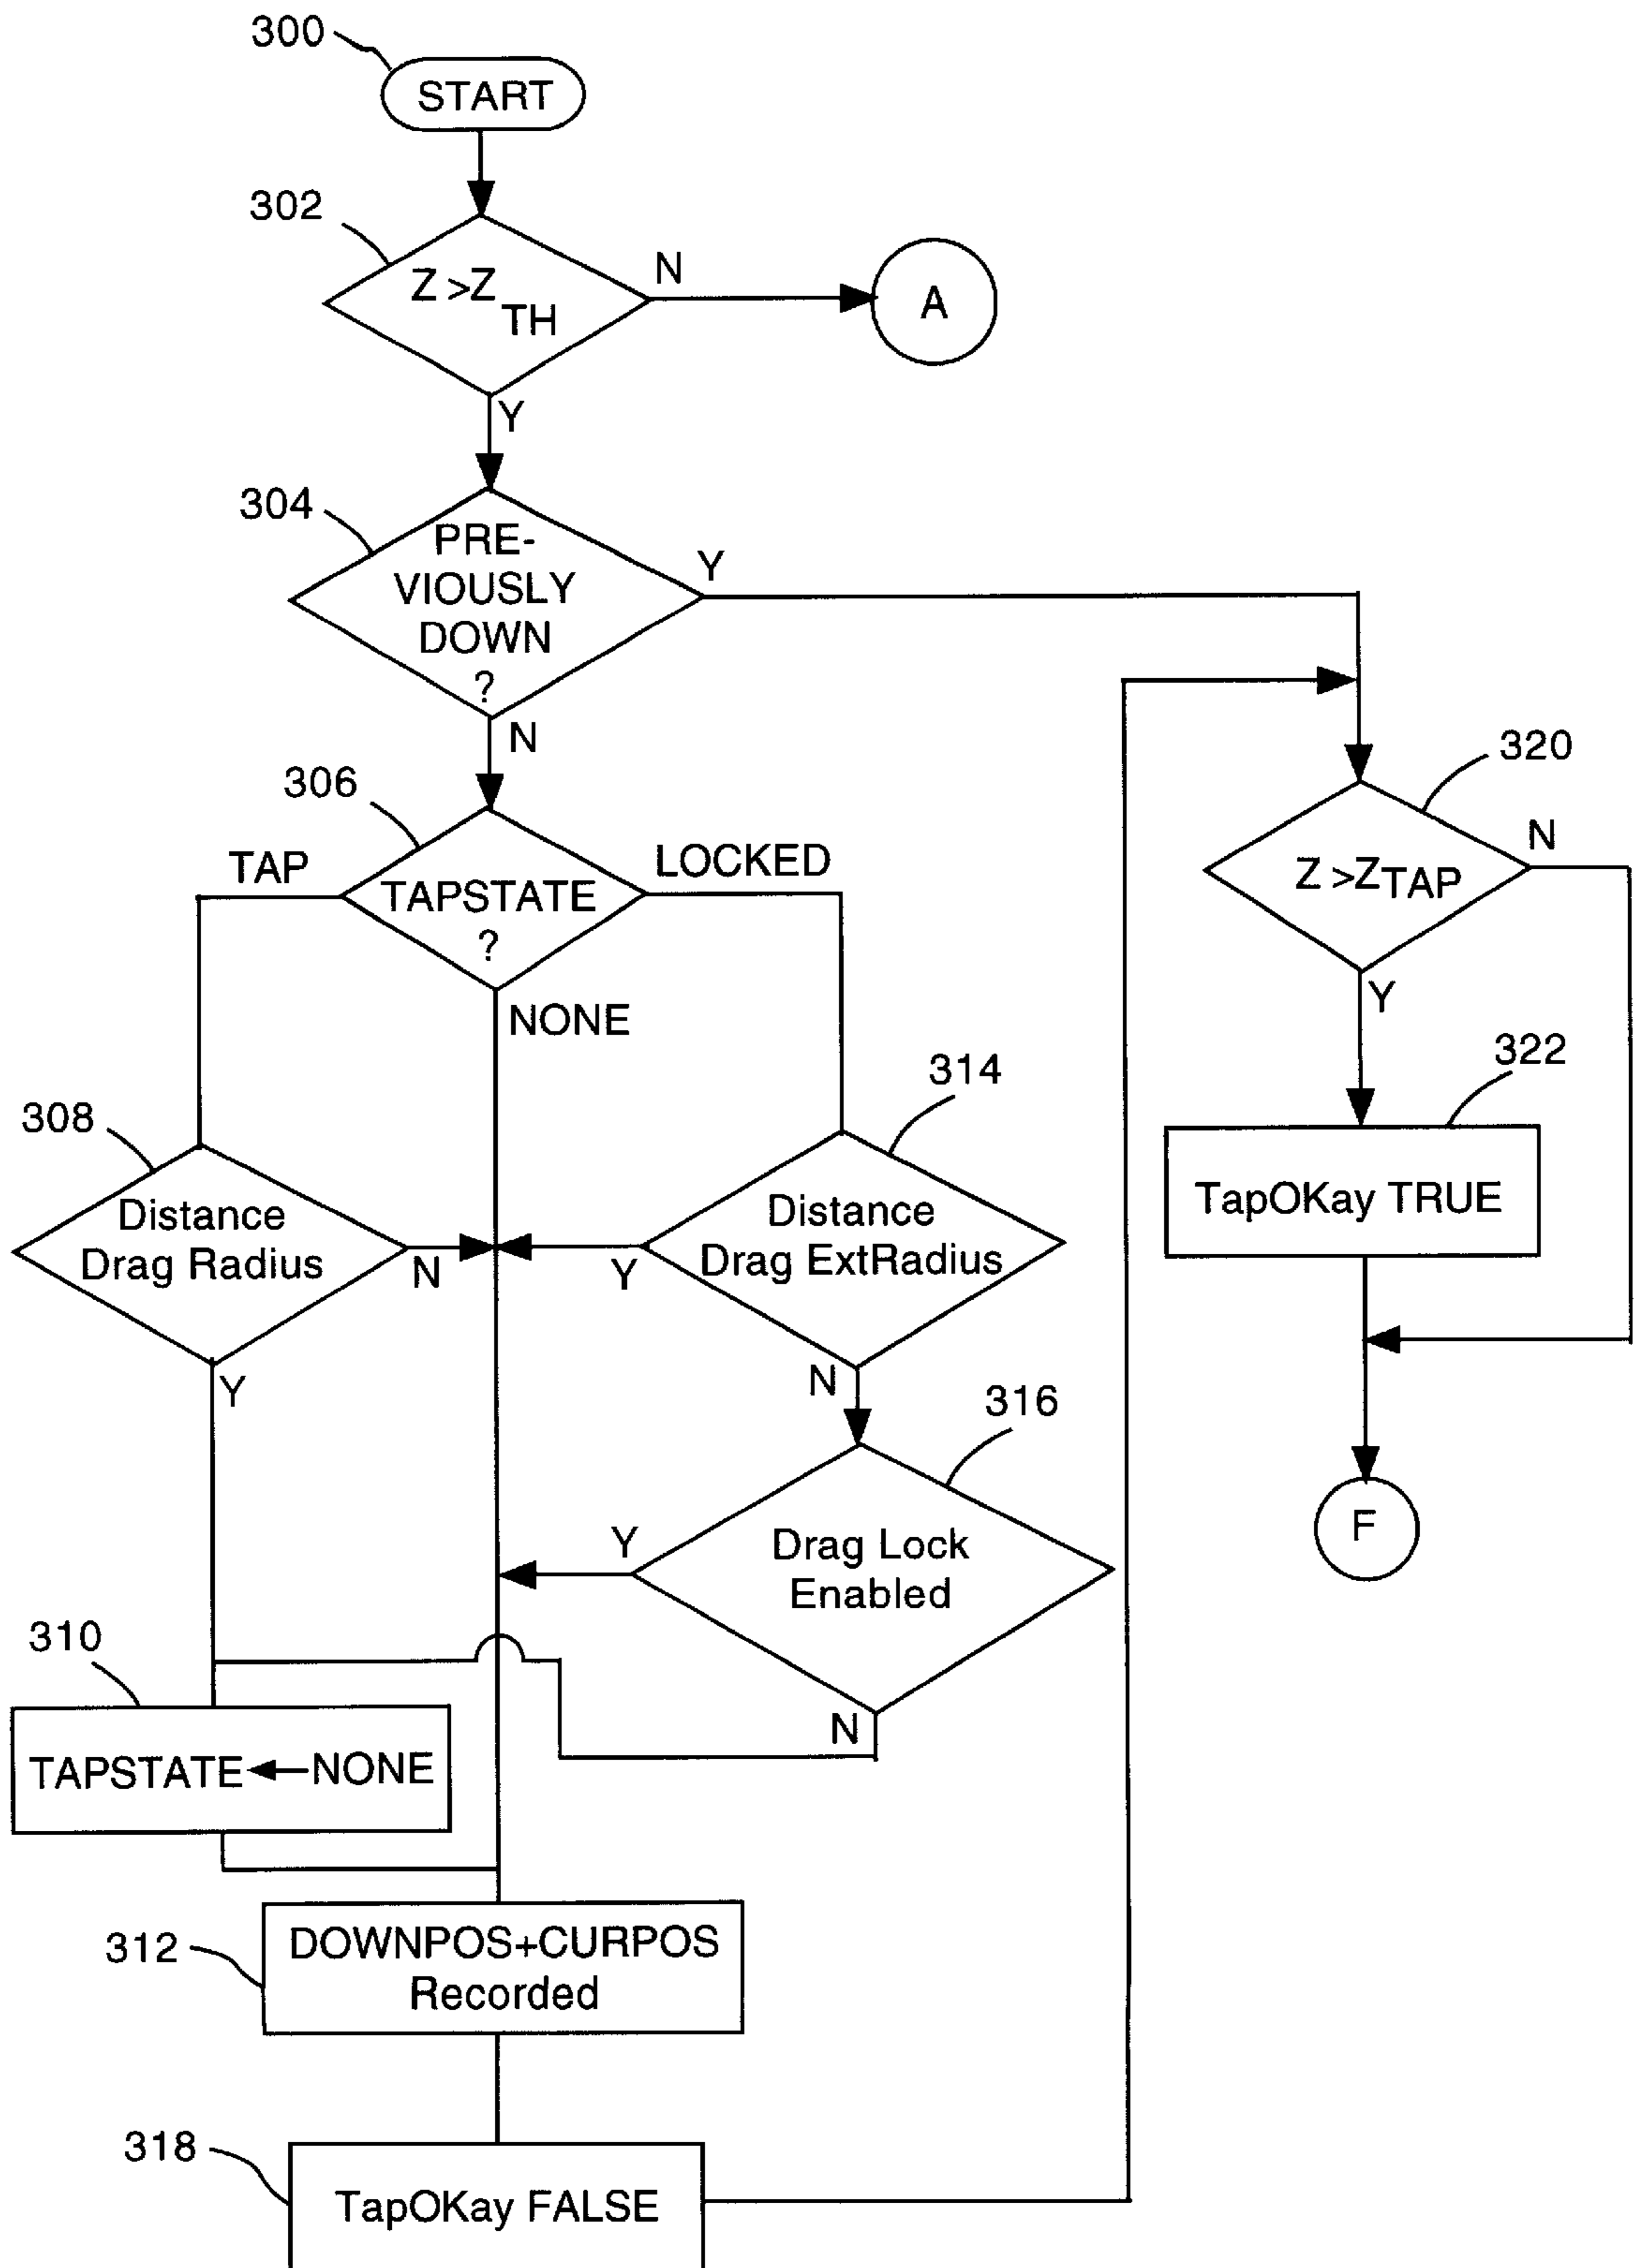 300
START
302
Z >Z TH
N
A
Y
304
PRE-
VIOUSLY
DOWN
?
Y
N
306
TAP
TAPSTATE
?
LOCKED
NONE
320
Z >ZTAP
N
Y
322
TapOKay TRUE
F
308
Distance
Drag Radius
N
Y
314
Distance
Drag ExtRadius
Y
N
316
Drag Lock
Enabled
Y
N
310
TAPSTATE←NONE
312
DOWNPOS+CURPOS
Recorded
318
TapOKay FALSE